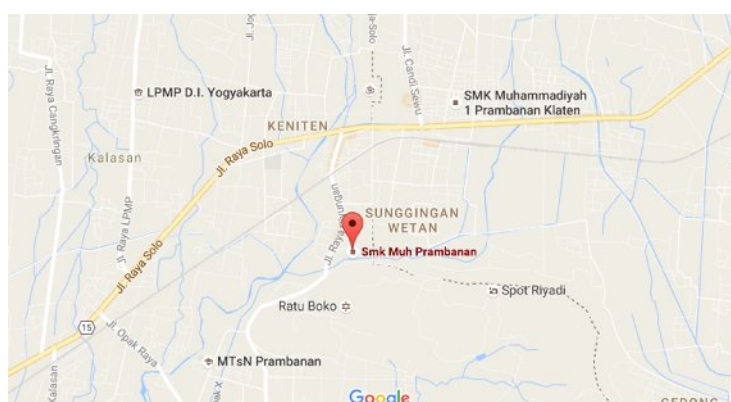 Jl. Raya Cangkringan
LPMP D.I. Yogyakarta
Jl. Candi Sewu
SMK Muhammadiyah
1 Prambanan Klaten
KENITEN
Kalasan
Jl. Raya Solo
Jl. Raya LPMP
SUNGGINGAN
WETAN
Jl. Raya
Smk Muh Prambanan
Jl. Raya Solo
Spot Riyadi
Ratu Boko
15
Jl. Opak Raya
MTsN Prambanan
Kalasan
Google